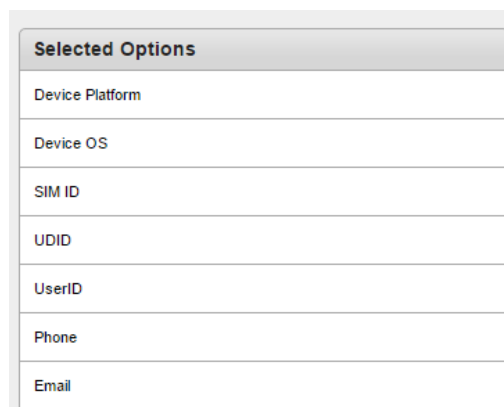 Selected Options
Device Platform
Device OS
SIM ID
UDID
UserID
Phone
Email